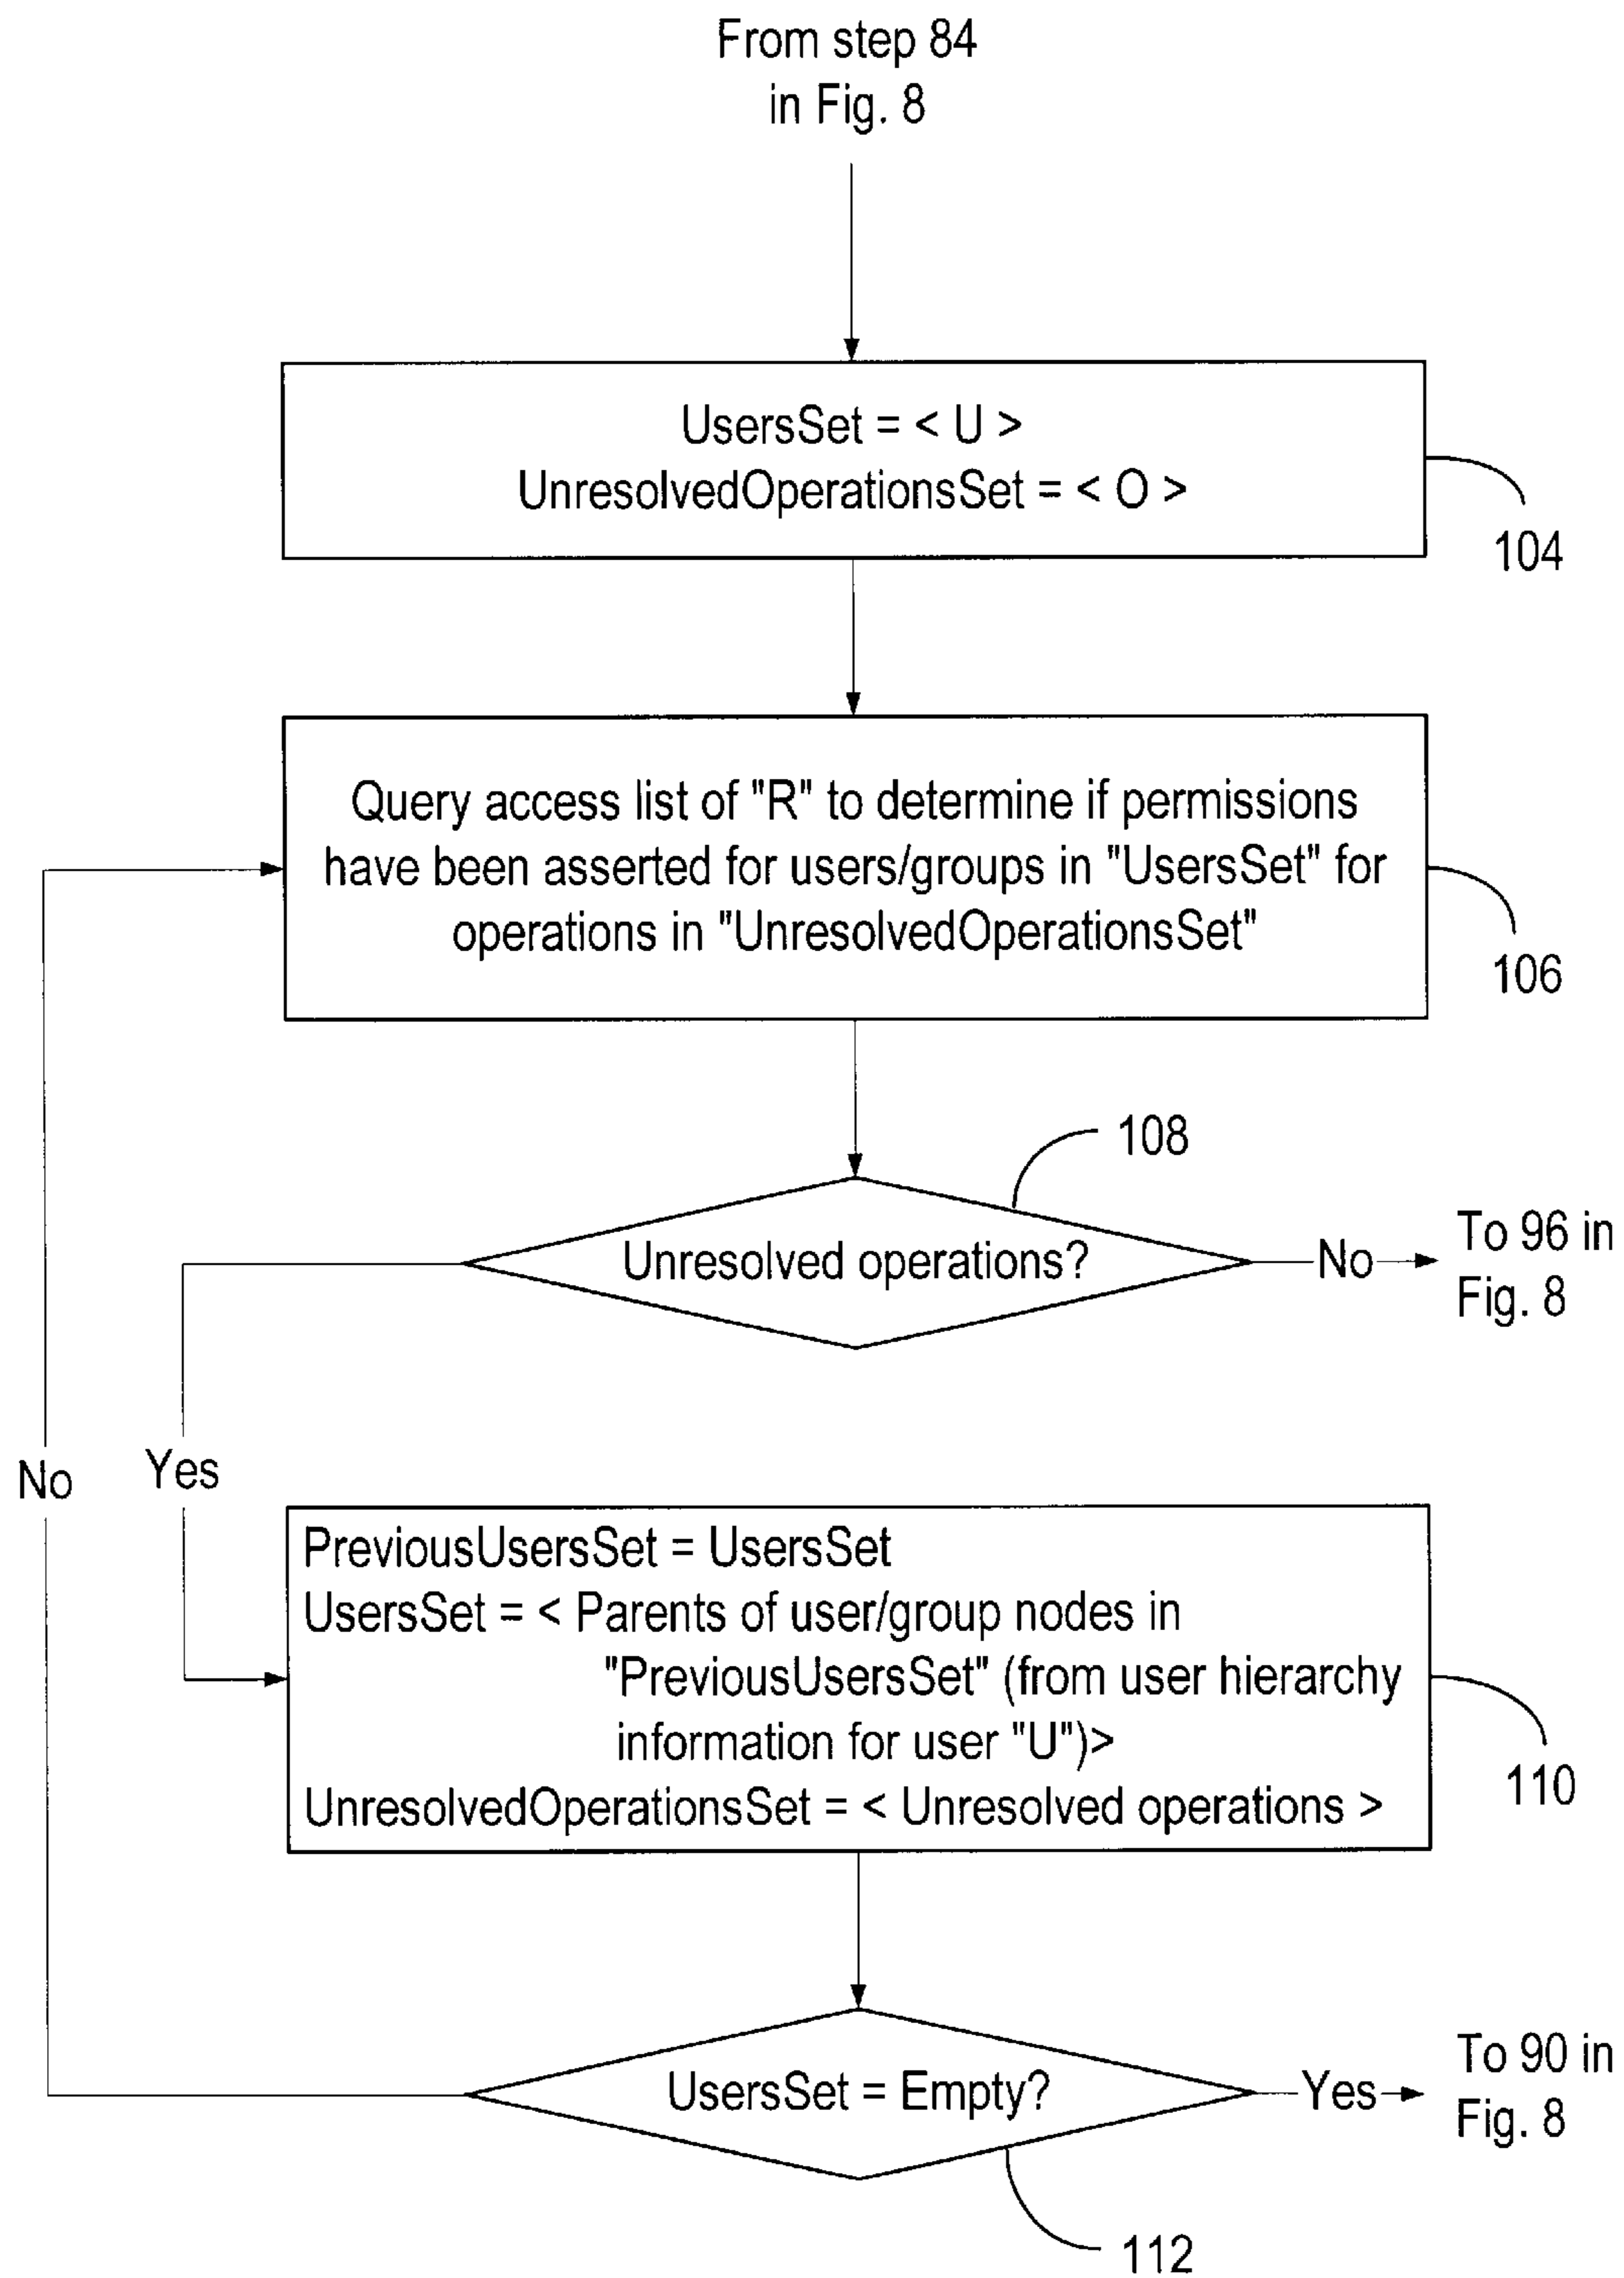 From step 84
in Fig. 8
UsersSet = < U >
UnresolvedOperationsSet = < O >
104
Query access list of "R" to determine if permissions
have been asserted for users/groups in "UsersSet" for
operations in "UnresolvedOperationsSet"
106
108
Unresolved operations?
No
To 96 in
Fig. 8
No
Yes
PreviousUsersSet = UsersSet
UsersSet = < Parents of user/group nodes in
"PreviousUsersSet" (from user hierarchy
information for user "U")>
UnresolvedOperationsSet = < Unresolved operations >
110
UsersSet = Empty?
Yes
To 90 in
Fig. 8
112